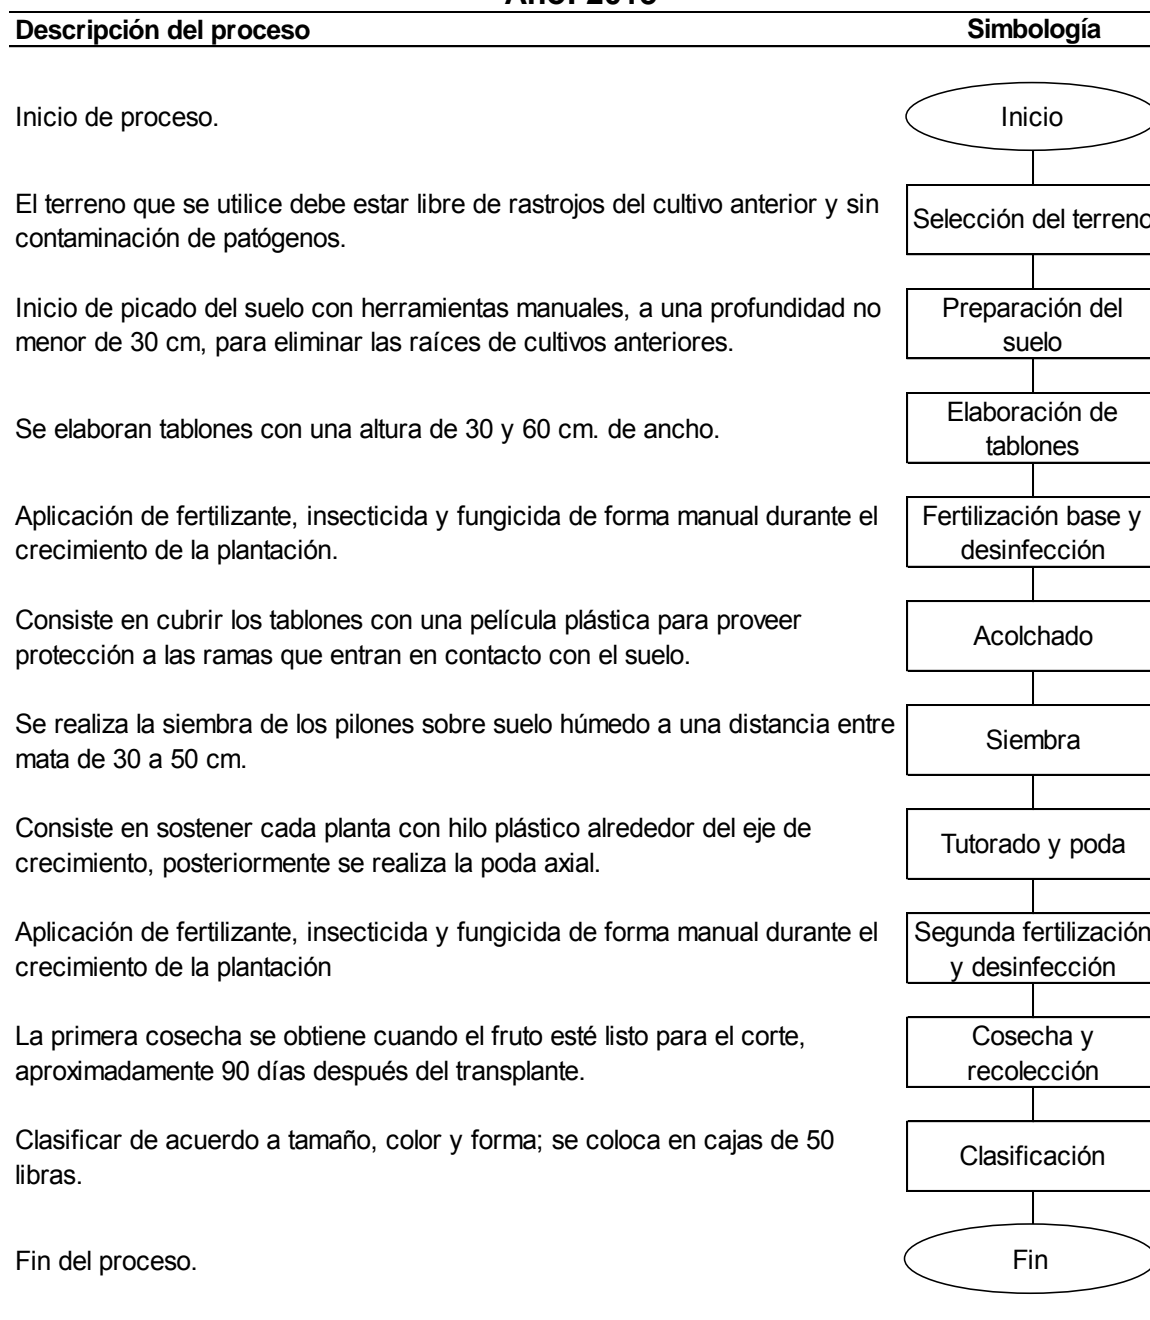 Descripción del proceso Simbología
Inicio de proceso.
Inicio
El terreno que se utilice debe estar libre de rastrojos del cultivo anterior y sin
contaminación de patógenos.
Selección del terreno
Inicio de picado del suelo con herramientas manuales, a una profundidad no
menor de 30 cm, para eliminar las raíces de cultivos anteriores.
Preparación del
suelo
Se elaboran tablones con una altura de 30 y 60 cm. de ancho.
Elaboración de
tablones
Aplicación de fertilizante, insecticida y fungicida de forma manual durante el
crecimiento de la plantación.
Fertilización base y
desinfección
Consiste en cubrir los tablones con una película plástica para proveer
protección a las ramas que entran en contacto con el suelo.
Acolchado
Se realiza la siembra de los pilones sobre suelo húmedo a una distancia entre
mata de 30 a 50 cm.
Siembra
Consiste en sostener cada planta con hilo plástico alrededor del eje de
crecimiento, posteriormente se realiza la poda axial.
Tutorado y poda
Aplicación de fertilizante, insecticida y fungicida de forma manual durante el
crecimiento de la plantación
Segunda fertilización
y desinfección
La primera cosecha se obtiene cuando el fruto esté listo para el corte,
aproximadamente 90 días después del transplante.
Cosecha y
recolección
Clasificar de acuerdo a tamaño, color y forma; se coloca en cajas de 50
libras.
Clasificación
Fin del proceso.
Fin